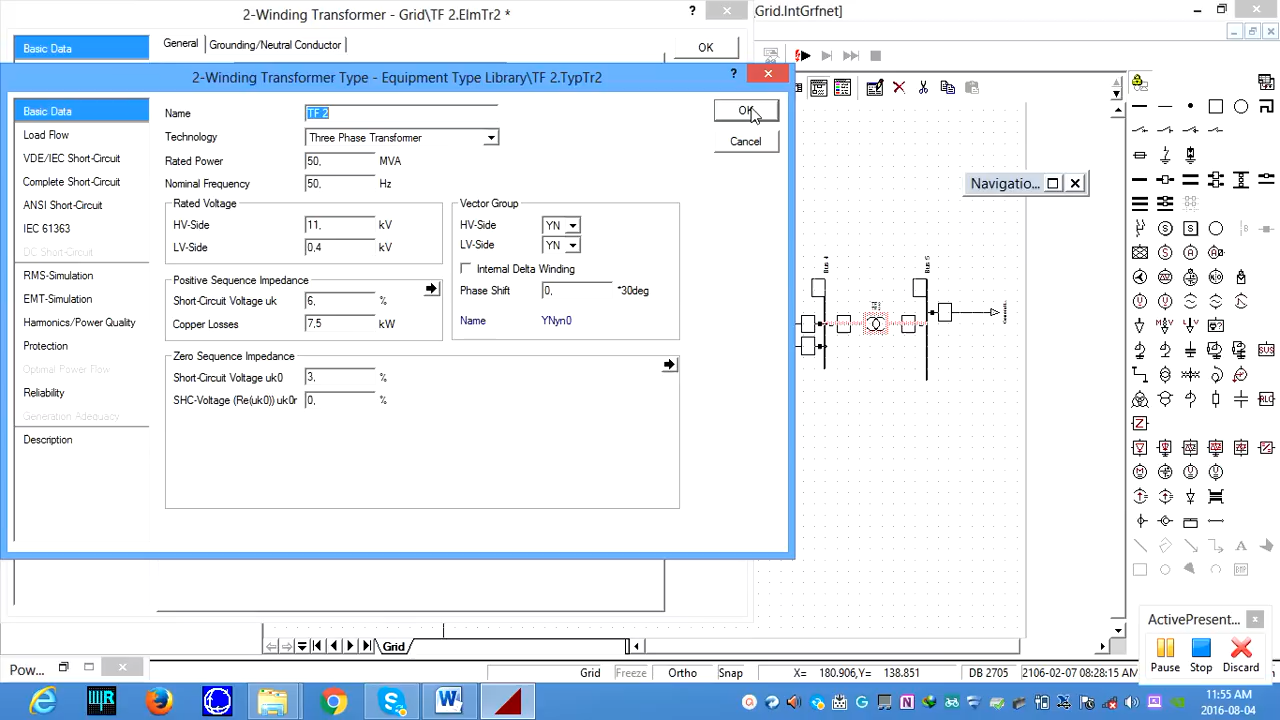 2-Winding Transformer - Grid\TF 2.ElmTr2 *
?
Grid.IntGrfnet]
Basic Data
General
Grounding/Neutral Conductor
OK
2-Winding Transformer Type - Equipment Type Library\TF 2.TypTr2
?
Basic Data
Load Flow
VDE/IEC Short-Circuit
Complete Short-Circuit
ANSI Short-Circuit
IEC 61363
DC Short-Circuit
RMS-Simulation
EMT-Simulation
Harmonics/Power Quality
Protection
Optimal Power Flow
Reliability
Generation Adequacy
Description
Name TF 2
Technology Three Phase Transformer
Rated Power 50, MVA
Nominal Frequency 50, Hz
Rated Voltage
HV-Side 11, kV
LV-Side 0,4 kV
Positive Sequence Impedance
Short-Circuit Voltage uk 6, %
Copper Losses 7,5 kW
Zero Sequence Impedance
Short-Circuit Voltage uk0 3, %
SHC-Voltage (Re(uk0)) uk0r 0, %
Vector Group
HV-Side YN
LV-Side YN
Internal Delta Winding
Phase Shift 0, *30deg
Name YNyn0
OK
Cancel
Navigatio...
Bus 4
Bus 5
Grid
Pow...
Grid Freeze Ortho Snap X= 180.906,Y= 138.851 DB 2705 2106-02-07 08:28:15 AM
ActivePresent...
Pause Stop Discard
11:55 AM
2016-08-04